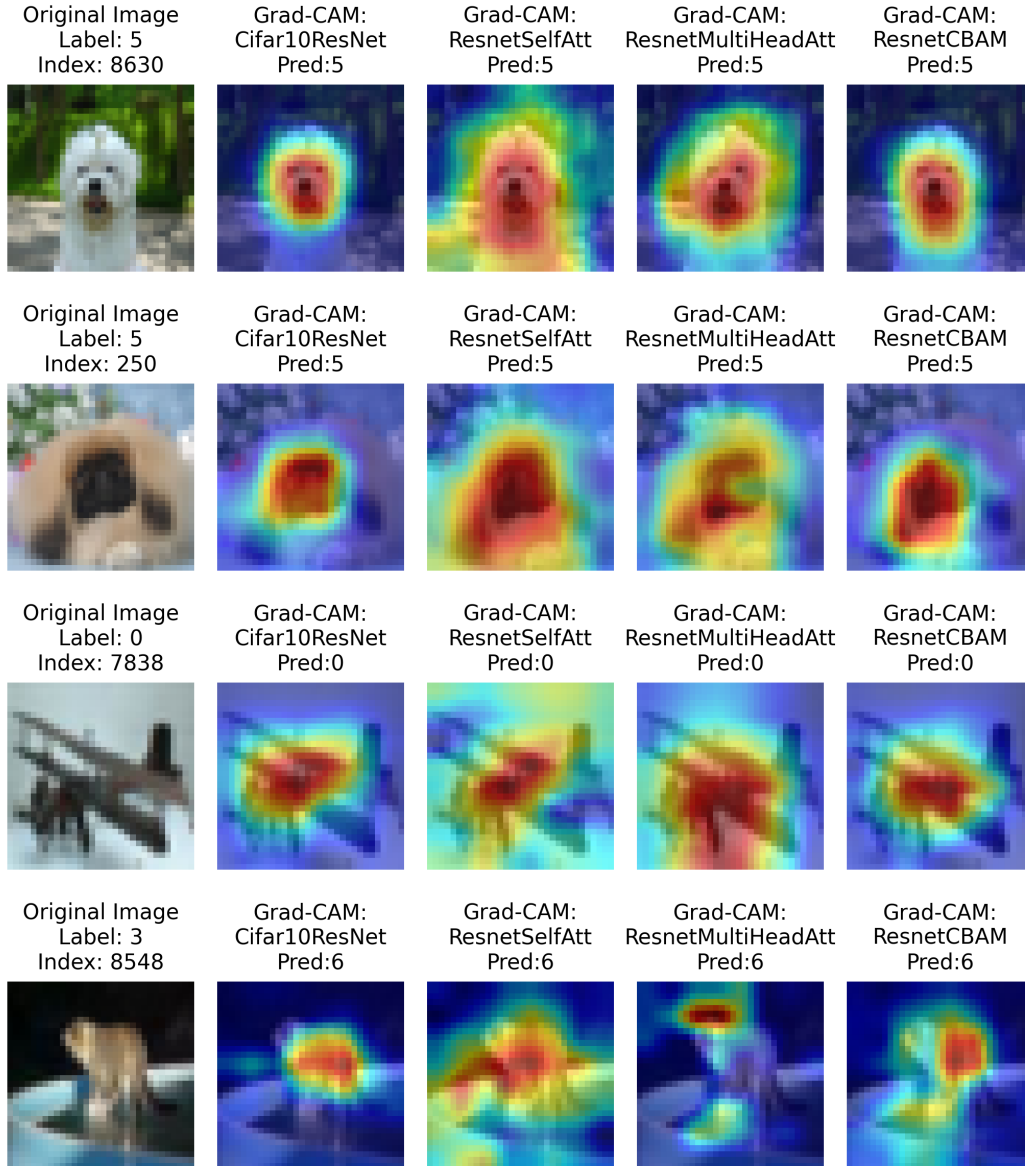 Original Image
Label: 5
Index: 8630
Grad-CAM:
Cifar10ResNet
Pred:5
Grad-CAM:
ResnetSelfAtt
Pred:5
Grad-CAM:
ResnetMultiHeadAtt
Pred:5
Grad-CAM:
ResnetCBAM
Pred:5
Original Image
Label: 5
Index: 250
Grad-CAM:
Cifar10ResNet
Pred:5
Grad-CAM:
ResnetSelfAtt
Pred:5
Grad-CAM:
ResnetMultiHeadAtt
Pred:5
Grad-CAM:
ResnetCBAM
Pred:5
Original Image
Label: 0
Index: 7838
Grad-CAM:
Cifar10ResNet
Pred:0
Grad-CAM:
ResnetSelfAtt
Pred:0
Grad-CAM:
ResnetMultiHeadAtt
Pred:0
Grad-CAM:
ResnetCBAM
Pred:0
Original Image
Label: 3
Index: 8548
Grad-CAM:
Cifar10ResNet
Pred:6
Grad-CAM:
ResnetSelfAtt
Pred:6
Grad-CAM:
ResnetMultiHeadAtt
Pred:6
Grad-CAM:
ResnetCBAM
Pred:6